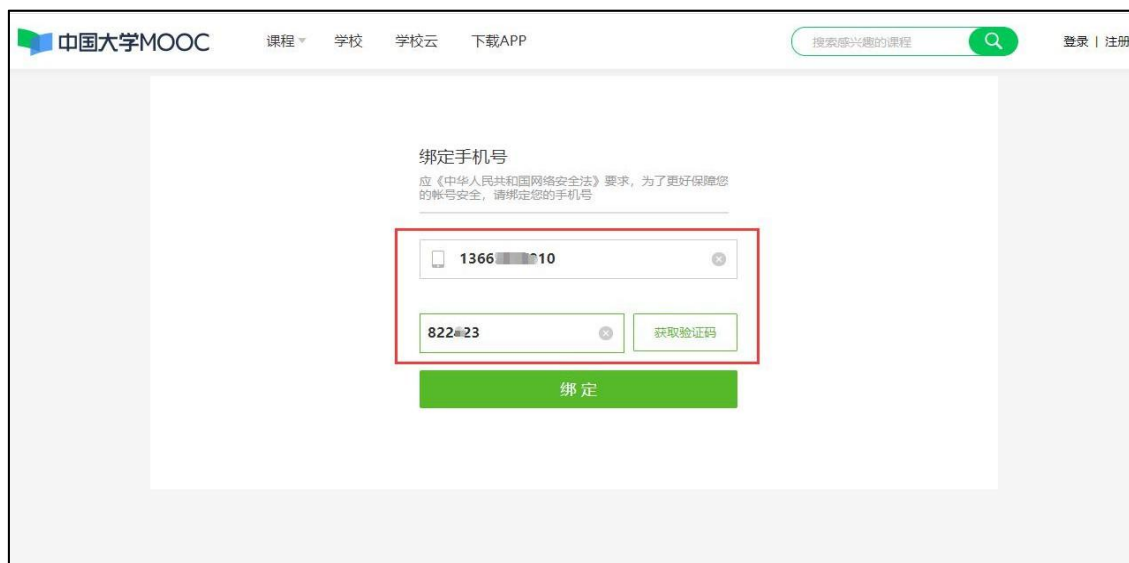 中国大学MOOC
课程 学校 学校云 下载APP
搜索感兴趣的课程
登录 | 注册
绑定手机号
应《中华人民共和国网络安全法》要求，为了更好保障您
的帐号安全，请绑定您的手机号
获取验证码
绑 定